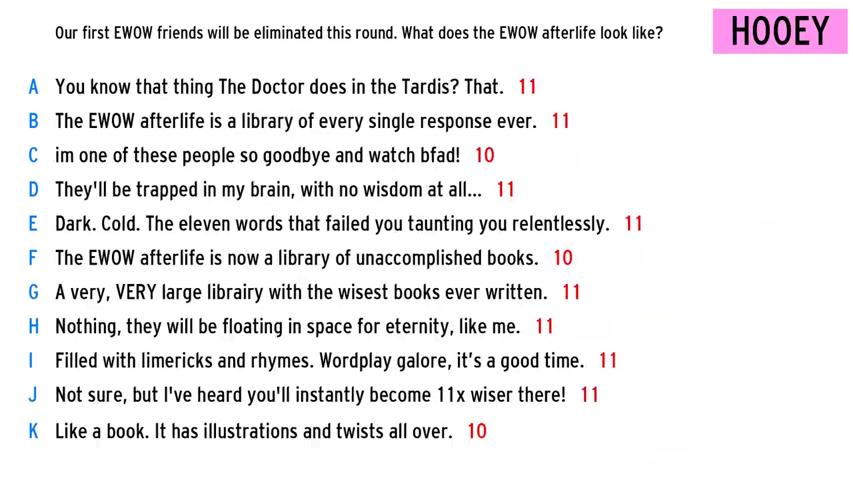 Our first EWOW friends will be eliminated this round. What does the EWOW afterlife look like?
HOOEY
A You know that thing The Doctor does in the Tardis? That. 11
B The EWOW afterlife is a library of every single response ever. 11
C im one of these people so goodbye and watch bfad! 10
D They'll be trapped in my brain, with no wisdom at all... 11
E Dark. Cold. The eleven words that failed you taunting you relentlessly. 11
F The EWOW afterlife is now a library of unaccomplished books. 10
G A very, VERY large librairy with the wisest books ever written. 11
H Nothing, they will be floating in space for eternity, like me. 11
I Filled with limericks and rhymes. Wordplay galore, it’s a good time. 11
J Not sure, but I've heard you'll instantly become 11x wiser there! 11
K Like a book. It has illustrations and twists all over. 10